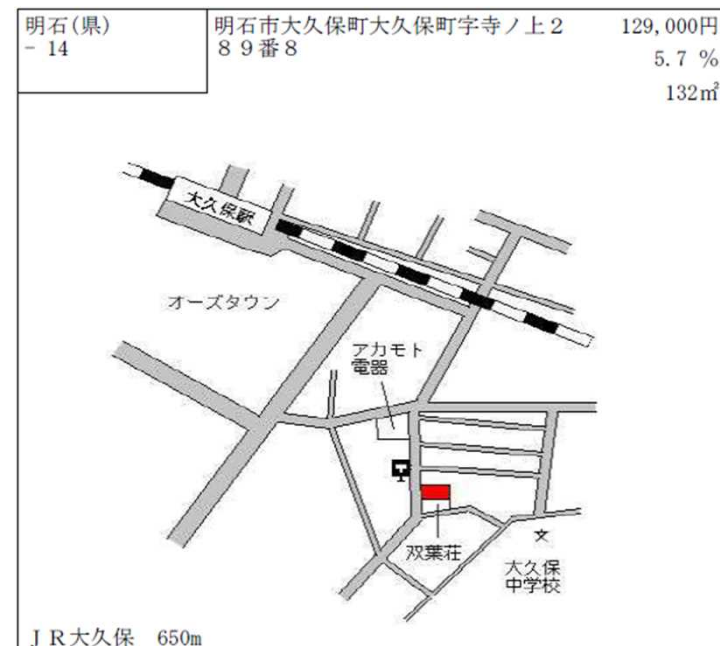 明石(県)
- 14
明石市大久保町大久保町字寺ノ上２
８９番８
129,000円
5.7 %
132㎡
大久保駅
オーズタウン
アカモト
電器
双葉荘
文
大久保
中学校
ＪＲ大久保　650m